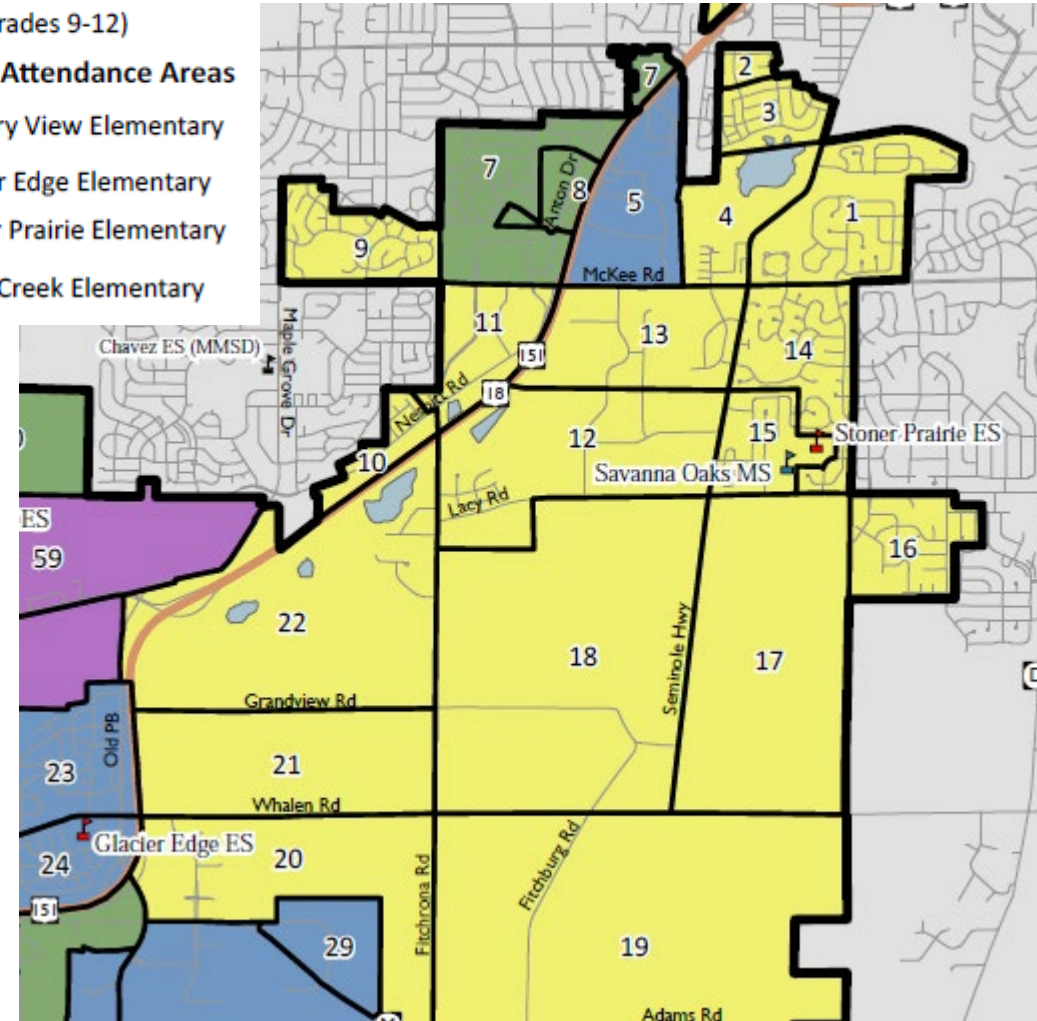 rades 9-12)
Attendance Areas
ry View Elementary
r Edge Elementary
r Prairie Elementary
Creek Elementary
2
7
3
7
8
Anton Dr
5
4
1
9
McKee Rd
11
13
14
Maple Grove Dr
Chavez ES (MMSD)
151
18
Nesbitt Rd
12
15
Stoner Prairie ES
Savanna Oaks MS
10
Lacy Rd
ES
59
16
22
18
17
Seminole Hwy
Grandview Rd
Old PB
23
21
Whalen Rd
Glacier Edge ES
24
20
Fitchrona Rd
Fitchburg Rd
151
29
19
Adams Rd